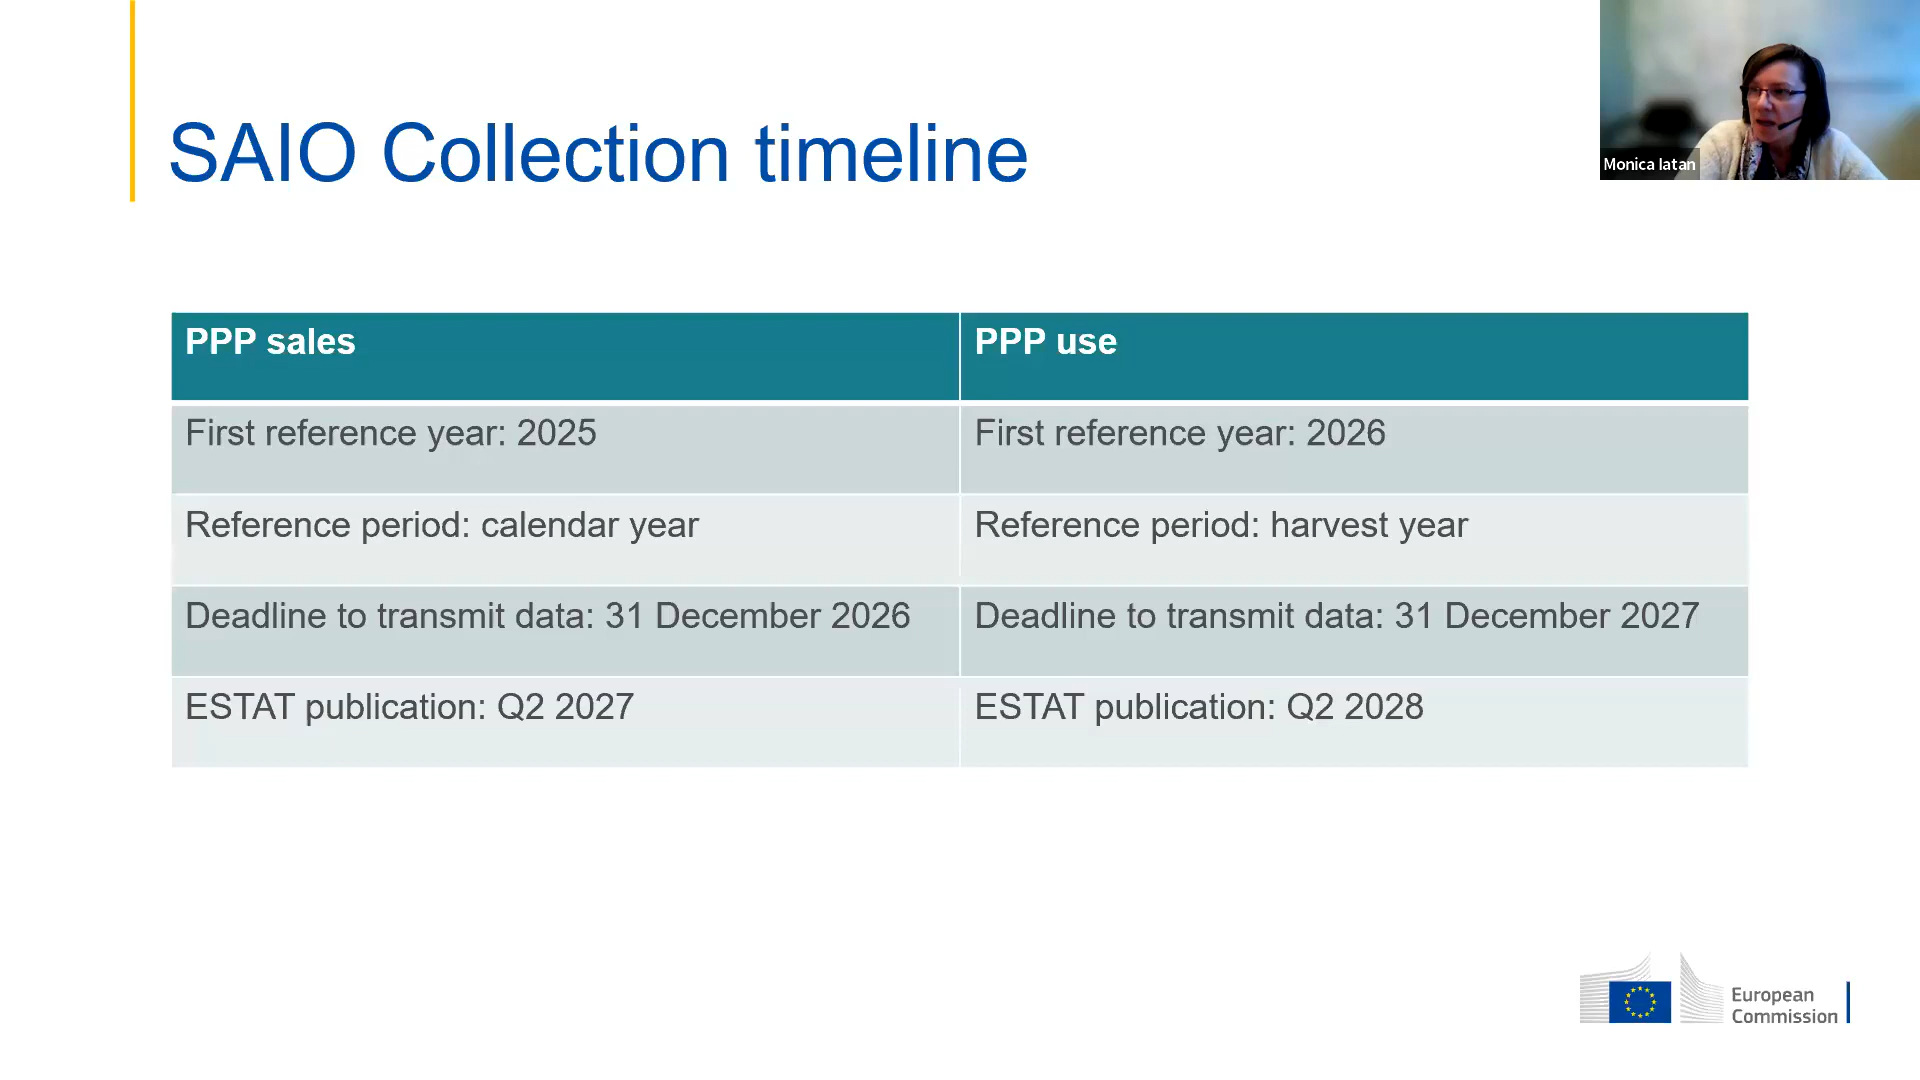 SAIO Collection timeline
Monica Iatan
PPP sales
PPP use
First reference year: 2025
First reference year: 2026
Reference period: calendar year
Reference period: harvest year
Deadline to transmit data: 31 December 2026
Deadline to transmit data: 31 December 2027
ESTAT publication: Q2 2027
ESTAT publication: Q2 2028
European
Commission